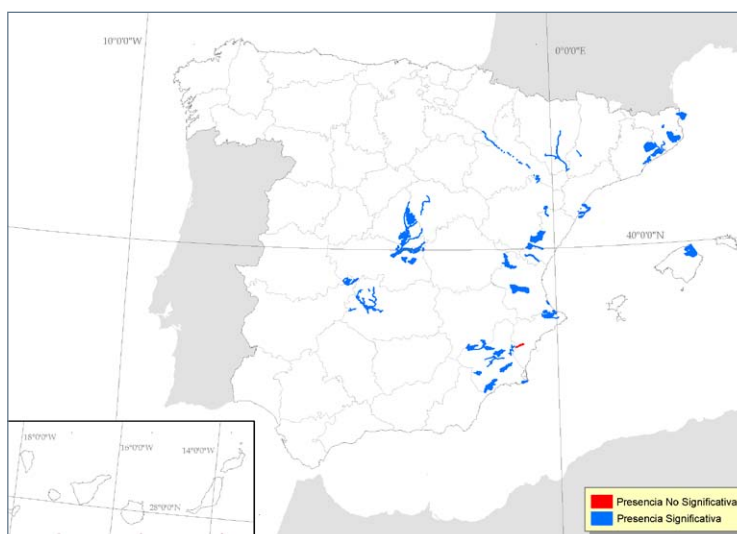 10°0'0"W
0°0'0"E
40°0'0"N
18°0'0"W
16°0'0"W
14°0'0"W
28°0'0"N
Presencia No Significativa
Presencia Significativa